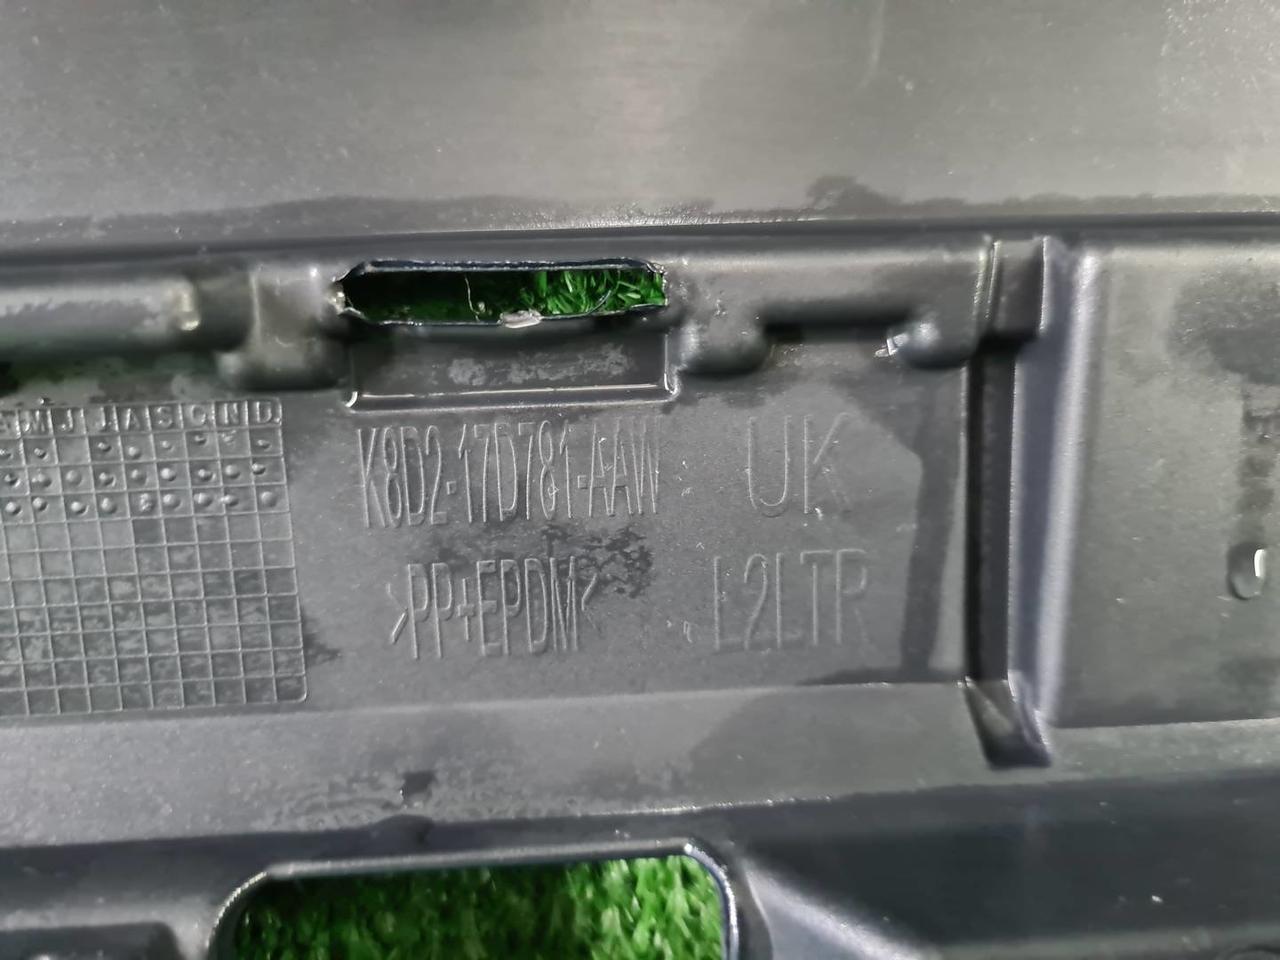 M J J A S O N D
K8D2-17D781-AAW UK
>PP+EPDM< L2LTR